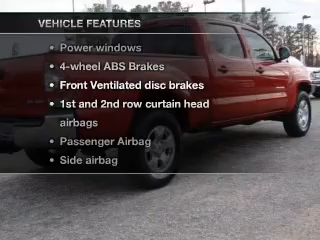 VEHICLE FEATURES
• Power windows
• 4-wheel ABS Brakes
• Front Ventilated disc brakes
• 1st and 2nd row curtain head
airbags
• Passenger Airbag
• Side airbag